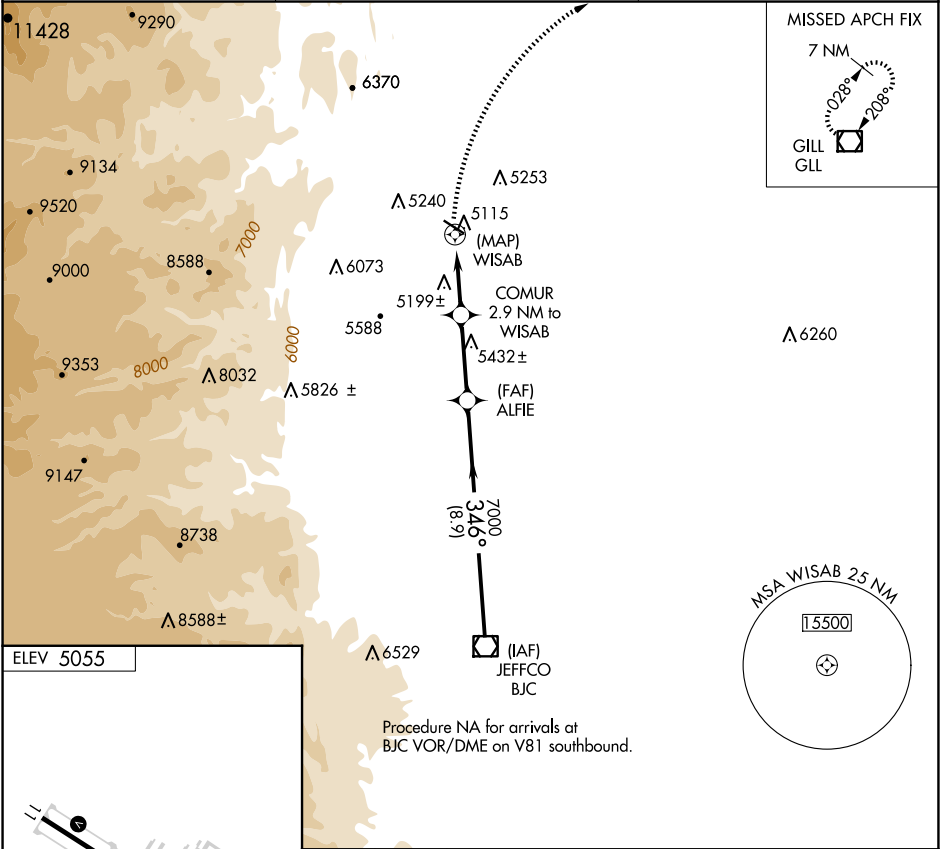 11428
9290
6370
MISSED APCH FIX
7 NM
028°
208°
GILL
GLL
9134
9520
9000
8588
7000
5240
5253
5115
(MAP)
WISAB
6073
5199±
5588
COMUR
2.9 NM to
WISAB
6260
6000
5432±
9353
8000
8032
5826 ±
(FAF)
ALFIE
9147
7000
346°
(8.9)
8738
8588±
6529
(IAF)
JEFFCO
BJC
MSA WISAB 25 NM
15500
ELEV 5055
Procedure NA for arrivals at
BJC VOR/DME on V81 southbound.
11
V